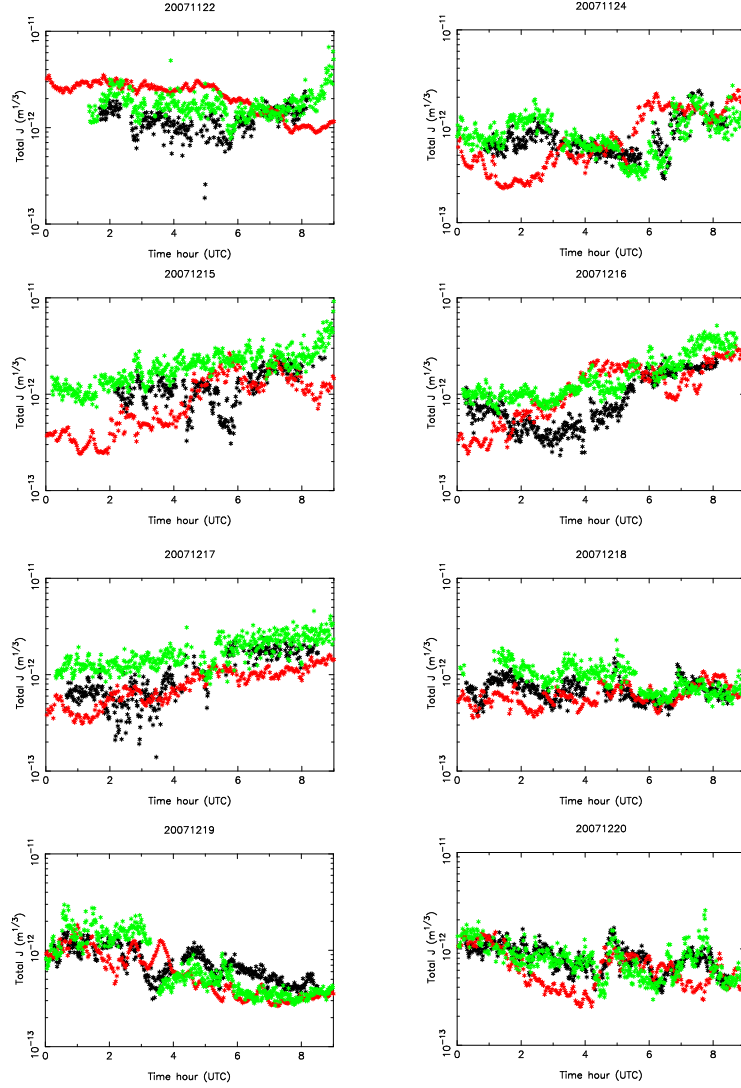 20071122
10⁻¹¹
10⁻¹²
10⁻¹³
Total J (m^1/3)
0 2 4 6 8
Time hour (UTC)
20071124
10⁻¹¹
10⁻¹²
10⁻¹³
Total J (m^1/3)
0 2 4 6 8
Time hour (UTC)
20071215
10⁻¹¹
10⁻¹²
10⁻¹³
Total J (m^1/3)
0 2 4 6 8
Time hour (UTC)
20071216
10⁻¹¹
10⁻¹²
10⁻¹³
Total J (m^1/3)
0 2 4 6 8
Time hour (UTC)
20071217
10⁻¹¹
10⁻¹²
10⁻¹³
Total J (m^1/3)
0 2 4 6 8
Time hour (UTC)
20071218
10⁻¹¹
10⁻¹²
10⁻¹³
Total J (m^1/3)
0 2 4 6 8
Time hour (UTC)
20071219
10⁻¹¹
10⁻¹²
10⁻¹³
Total J (m^1/3)
0 2 4 6 8
Time hour (UTC)
20071220
10⁻¹¹
10⁻¹²
10⁻¹³
Total J (m^1/3)
0 2 4 6 8
Time hour (UTC)